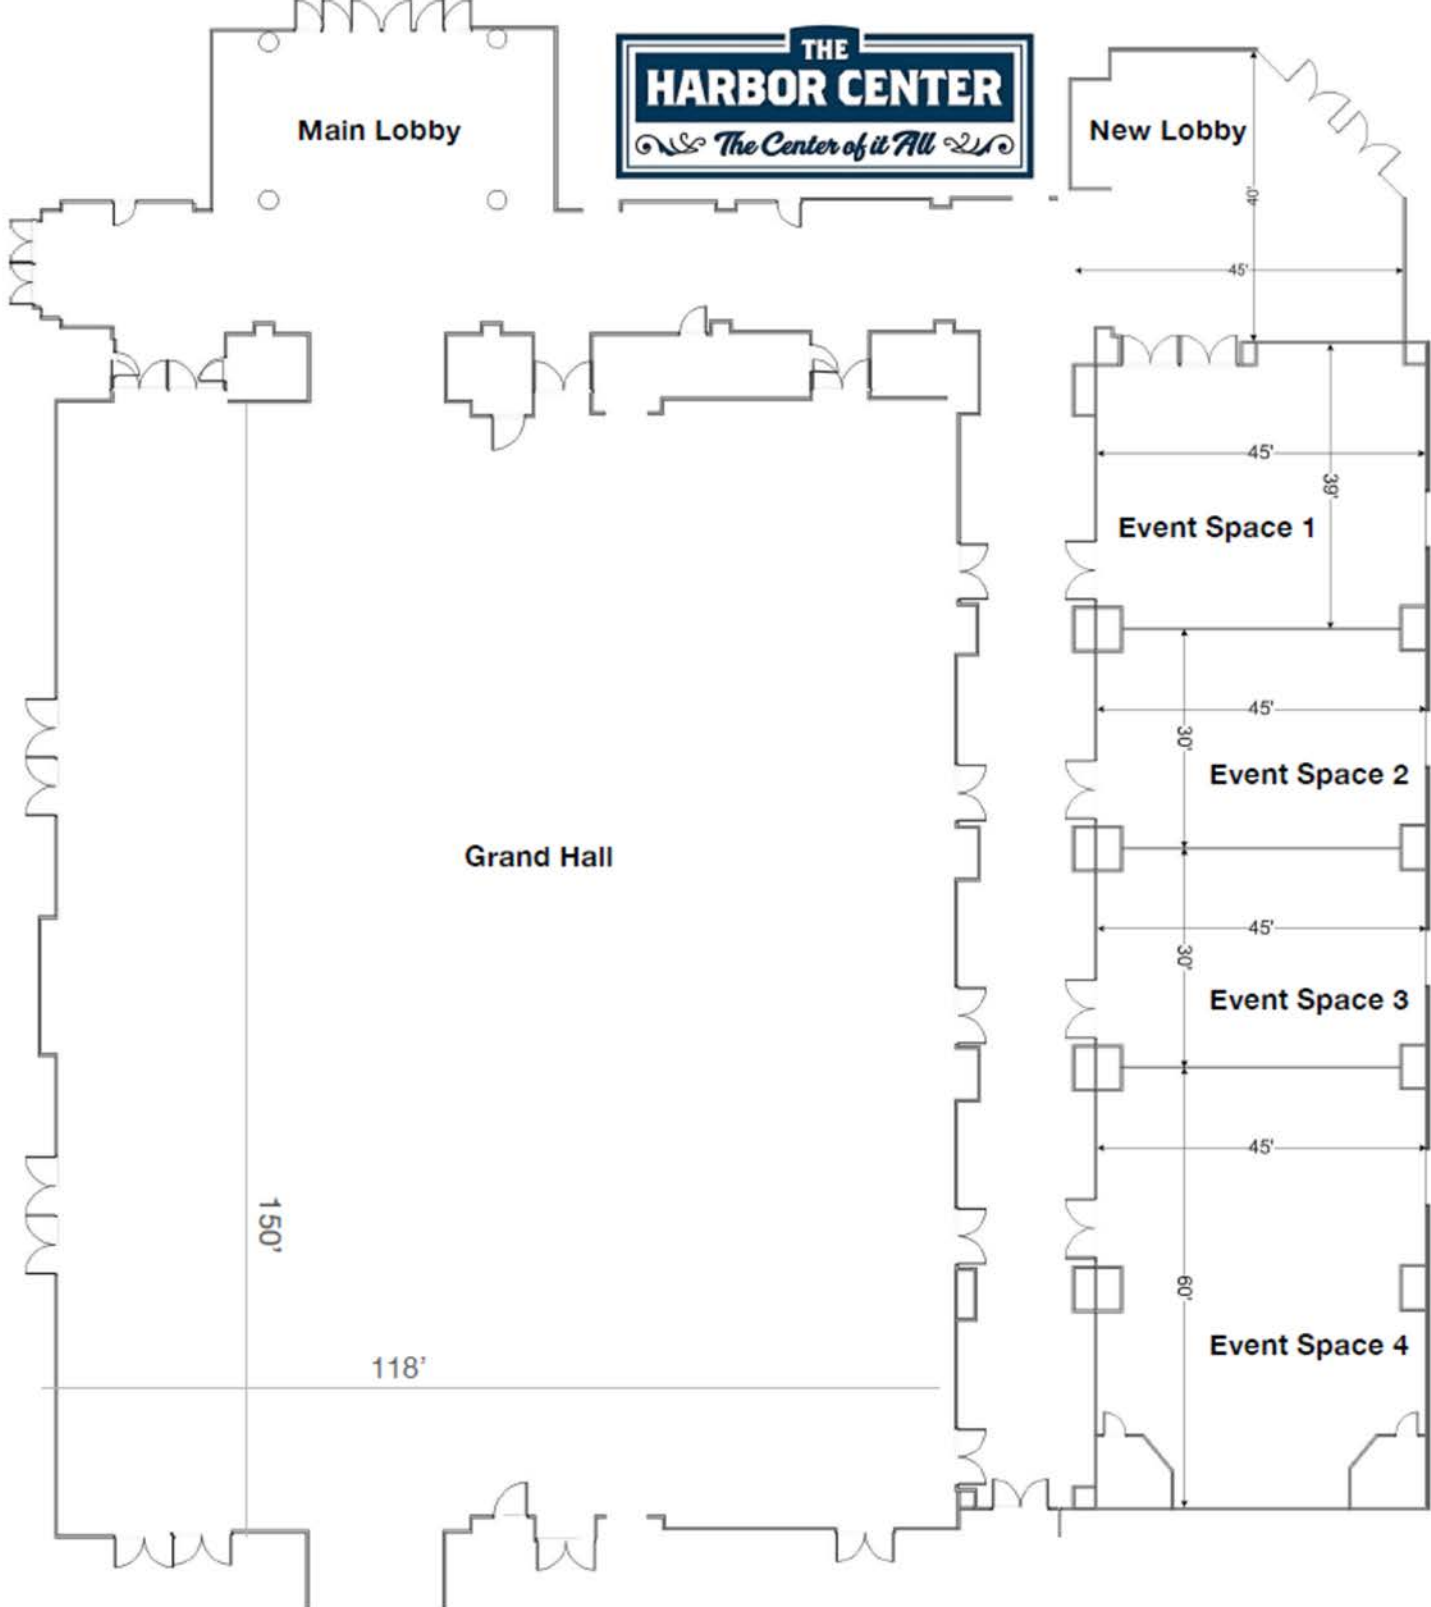 THE
HARBOR CENTER
The Center of it All
Main Lobby
New Lobby
40'
45'
45'
39'
Event Space 1
45'
30'
Event Space 2
Grand Hall
45'
30'
Event Space 3
45'
150'
60'
Event Space 4
118'